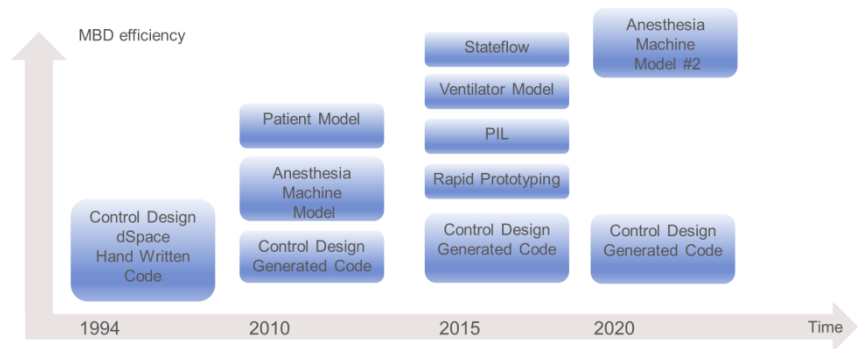 MBD efficiency
Control Design
dSpace
Hand Written
Code
Patient Model
Anesthesia
Machine
Model
Control Design
Generated Code
Stateflow
Ventilator Model
PIL
Rapid Prototyping
Control Design
Generated Code
Anesthesia
Machine
Model #2
Control Design
Generated Code
1994
2010
2015
2020
Time